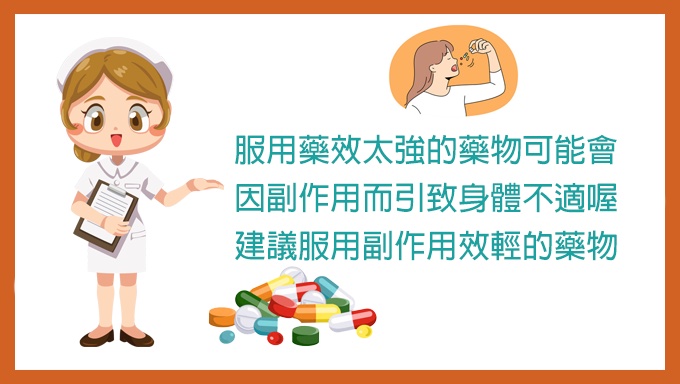 服用藥效太強的藥物可能會
因副作用而引致身體不適喔
建議服用副作用效輕的藥物